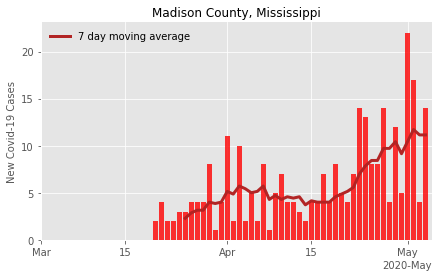 Madison County, Mississippi
7 day moving average
New Covid-19 Cases
20
15
10
5
0
Mar
15
Apr
15
May
2020-May